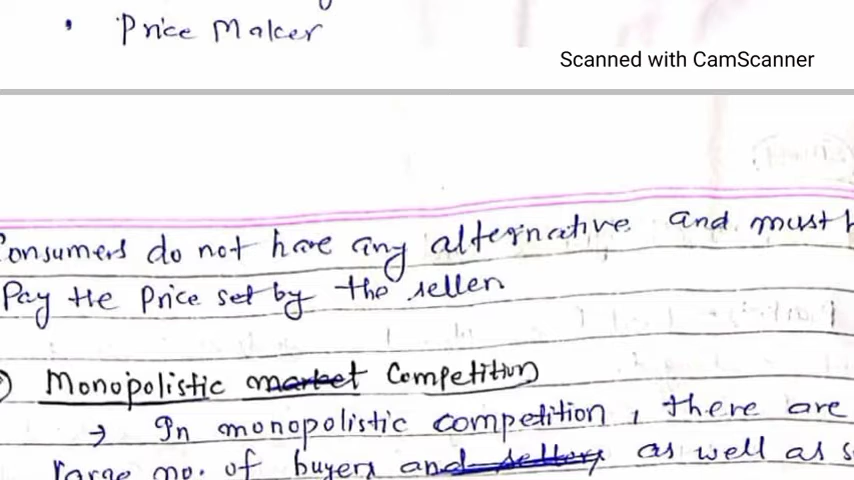 • Price Maker
Scanned with CamScanner
Consumers do not have any alternative and must
Pay the Price set by the seller
Monopolistic market Competition
→ In monopolistic competition, there are
large no. of buyers and sellers as well as